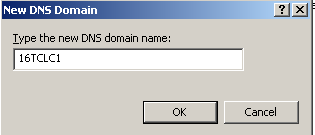 New DNS Domain
Type the new DNS domain name:
16TCLC1
OK
Cancel